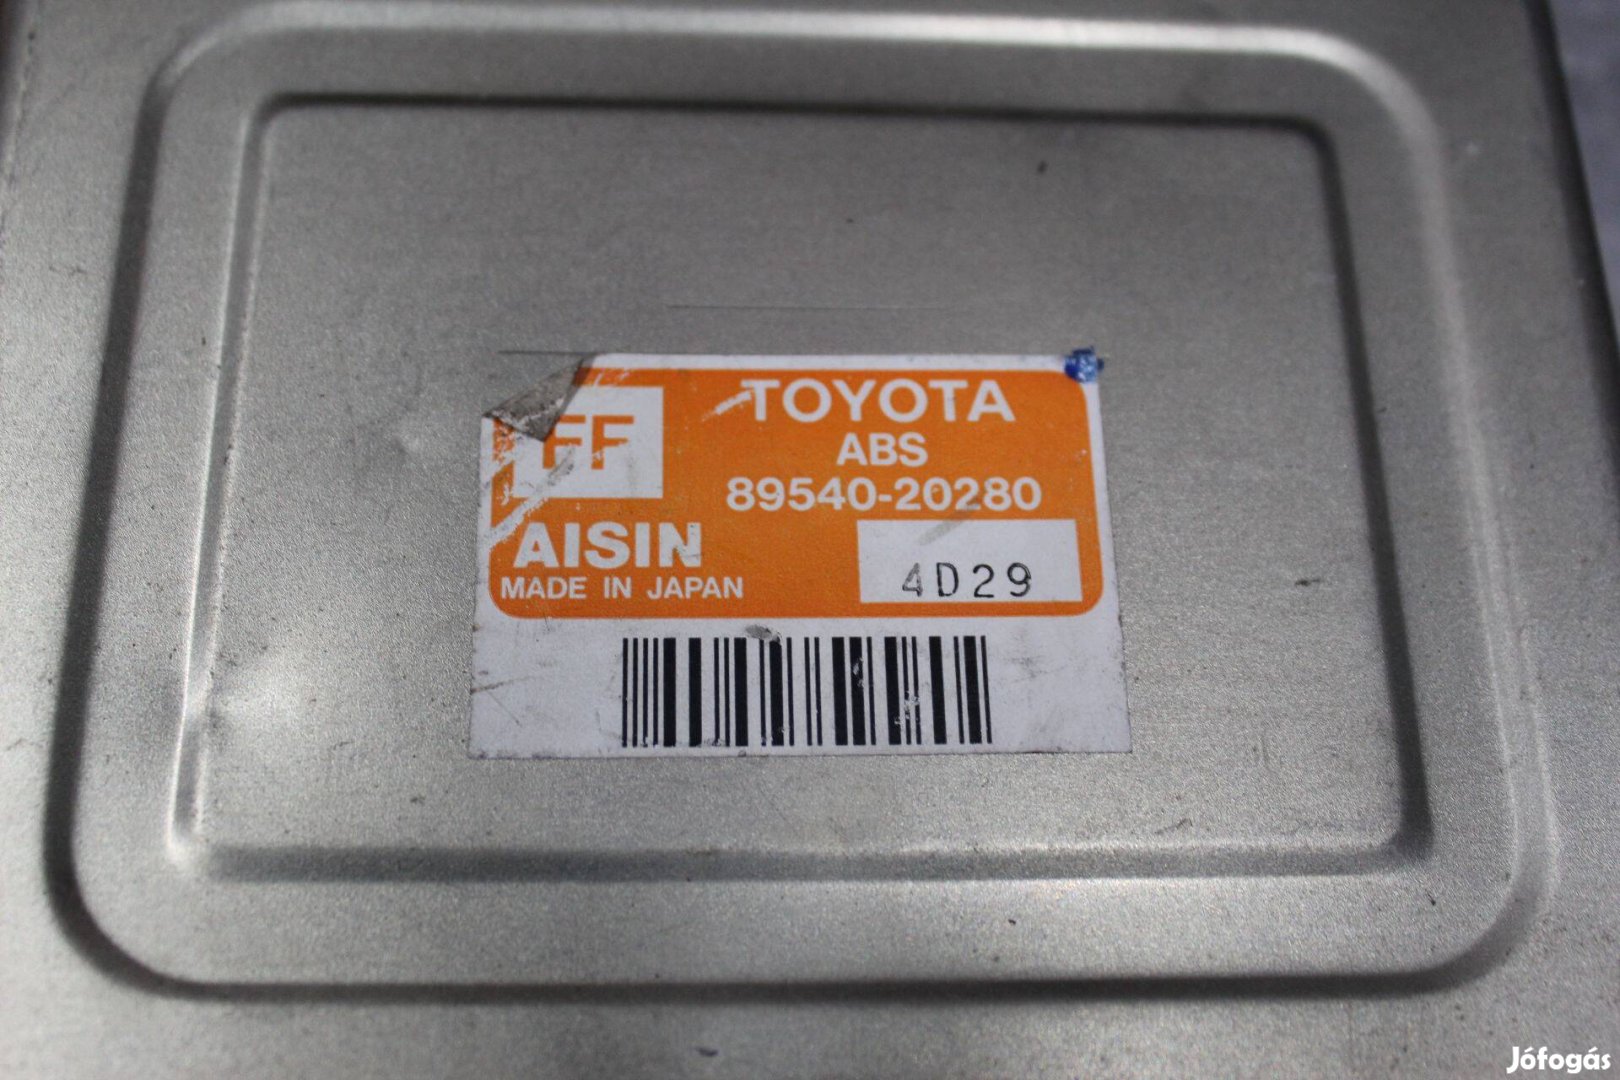 TOYOTA
ABS
FF
89540-20280
AISIN
MADE IN JAPAN
4D29
Jófogás